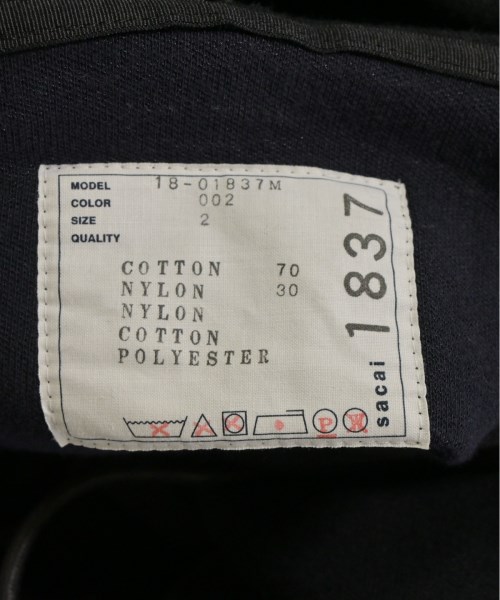 MODEL 18-01837M
COLOR 002
SIZE 2
QUALITY
COTTON 70
NYLON 30
NYLON
COTTON
POLYESTER
P W
sacai 1837